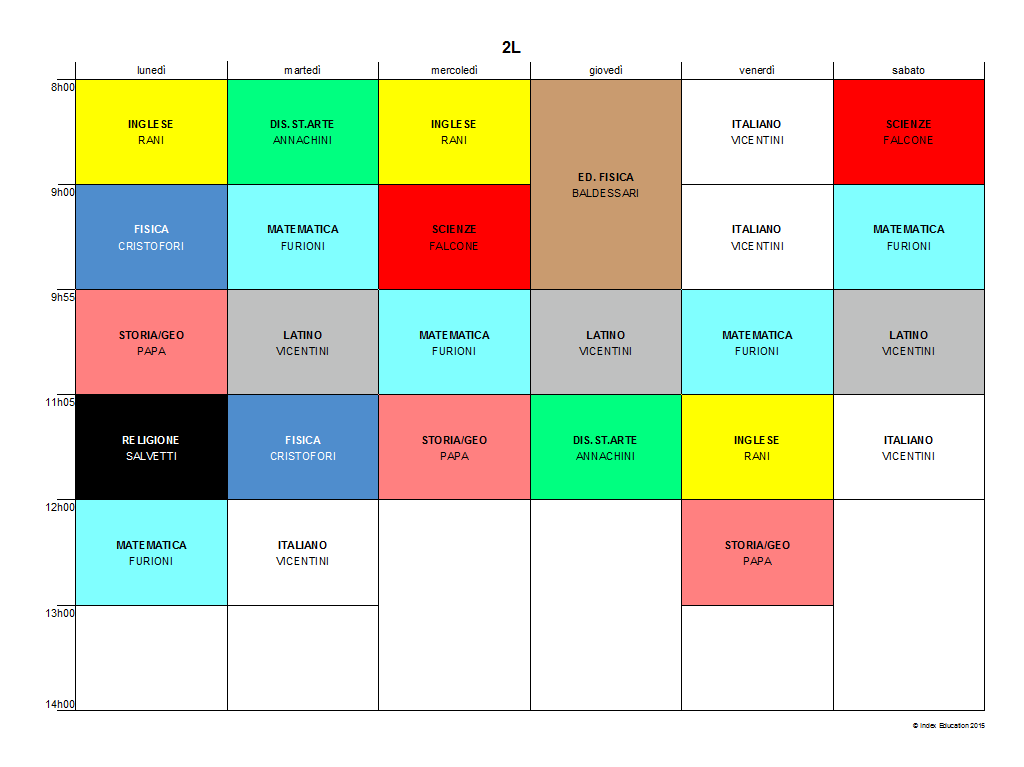 2L
lunedì martedì mercoledì giovedì venerdì sabato
8h00
INGLESE DIS.ST.ARTE INGLESE ITALIANO SCIENZE
RANI ANNACHINI RANI VICENTINI FALCONE
ED. FISICA
BALDESSARI
9h00
FISICA MATEMATICA SCIENZE ITALIANO MATEMATICA
CRISTOFORI FURIONI FALCONE VICENTINI FURIONI
9h55
STORIA/GEO LATINO MATEMATICA LATINO MATEMATICA LATINO
PAPA VICENTINI FURIONI VICENTINI FURIONI VICENTINI
11h05
RELIGIONE FISICA STORIA/GEO DIS.ST.ARTE INGLESE ITALIANO
SALVETTI CRISTOFORI PAPA ANNACHINI RANI VICENTINI
12h00
MATEMATICA ITALIANO STORIA/GEO
FURIONI VICENTINI PAPA
13h00
14h00
© Index Education 2015